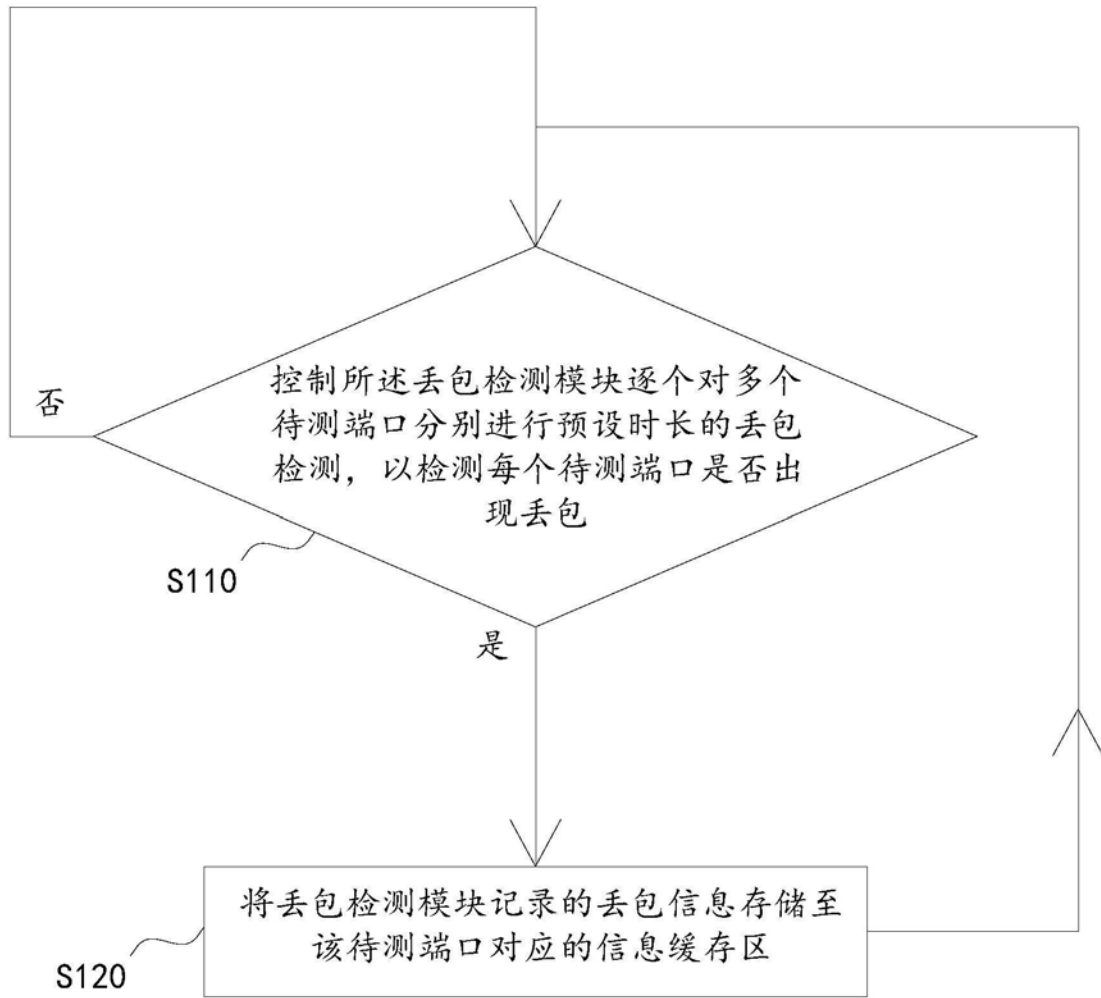 控制所述丢包检测模块逐个对多个
待测端口分别进行预设时长的丢包
检测，以检测每个待测端口是否出
现丢包
否
S110
是
将丢包检测模块记录的丢包信息存储至
该待测端口对应的信息缓存区
S120